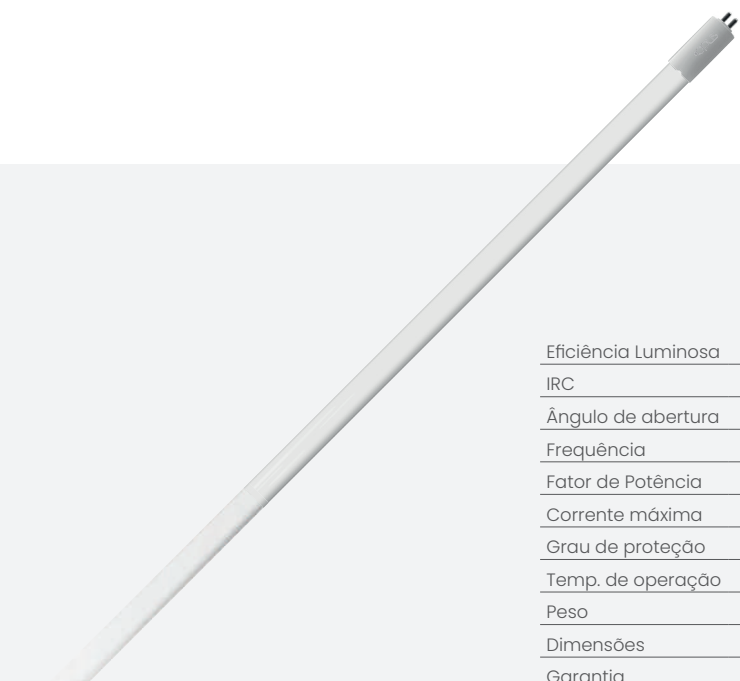 Eficiência Luminosa
IRC
Ângulo de abertura
Frequência
Fator de Potência
Corrente máxima
Grau de proteção
Temp. de operação
Peso
Dimensões
Garantia